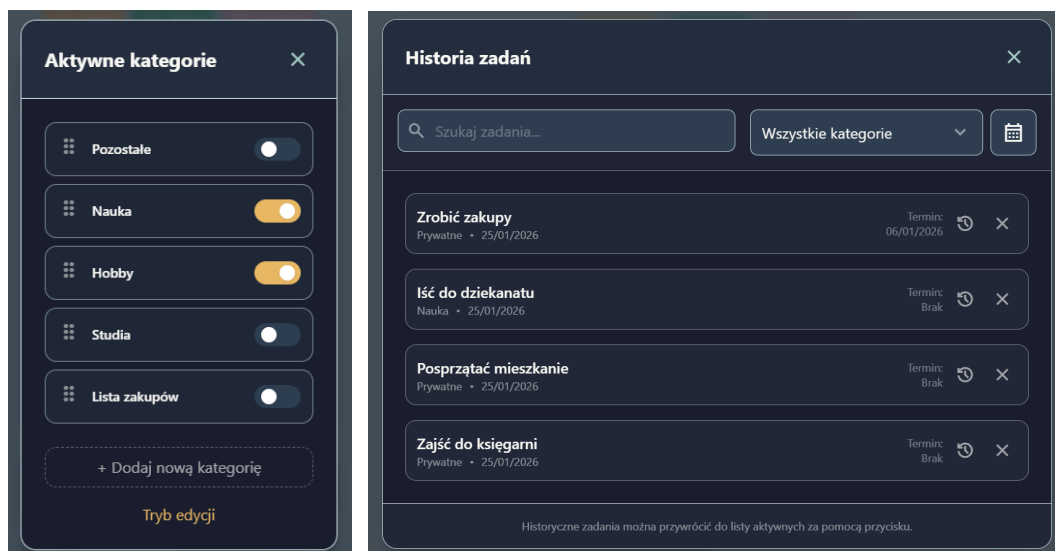 Aktywne kategorie
Pozostałe
Nauka
Hobby
Studia
Lista zakupów
+ Dodaj nową kategorię
Tryb edycji
Historia zadań
Szukaj zadania...
Wszystkie kategorie
Zrobić zakupy
Prywatne • 25/01/2026
Termin:
06/01/2026
Iść do dziekanatu
Nauka • 25/01/2026
Termin:
Brak
Posprzątać mieszkanie
Prywatne • 25/01/2026
Termin:
Brak
Zajść do księgarni
Prywatne • 25/01/2026
Termin:
Brak
Historyczne zadania można przywrócić do listy aktywnych za pomocą przycisku.